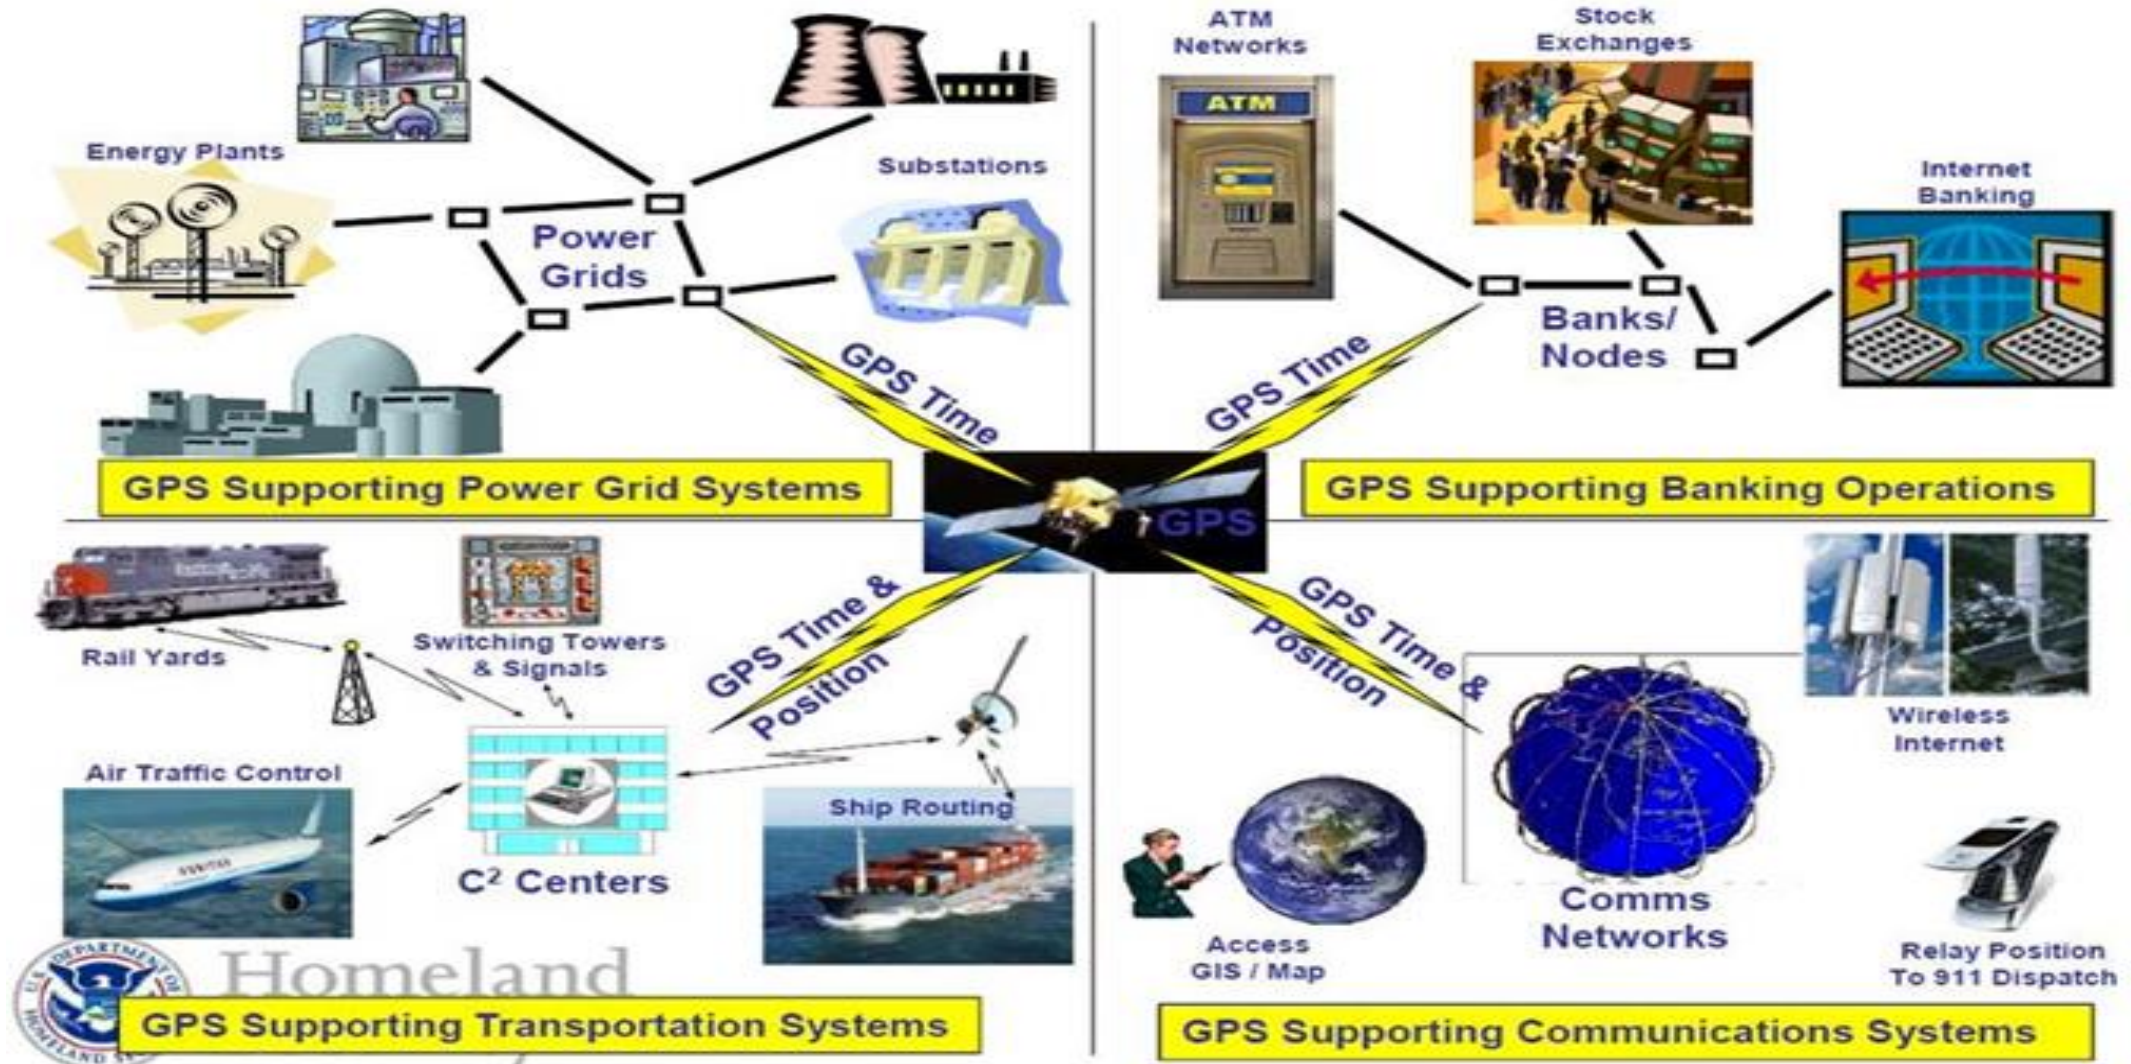 Energy Plants
Substations
Power
Grids
GPS Time
GPS Supporting Power Grid Systems
ATM
Networks
ATM
Stock
Exchanges
Internet
Banking
Banks/
Nodes
GPS Time
GPS Supporting Banking Operations
GPS
Rail Yards
Switching Towers
& Signals
GPS Time &
Position
Air Traffic Control
C² Centers
Ship Routing
Homeland
U.S. DEPARTMENT OF
HOMELAND
GPS Supporting Transportation Systems
GPS Time &
Position
Wireless
Internet
Comms
Networks
Access
GIS / Map
Relay Position
To 911 Dispatch
GPS Supporting Communications Systems